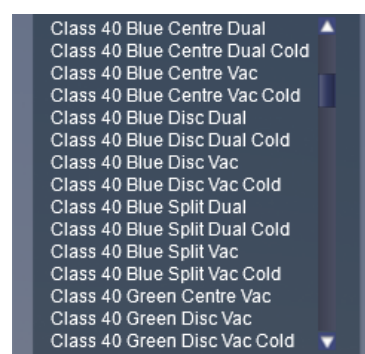 Class 40 Blue Centre Dual
Class 40 Blue Centre Dual Cold
Class 40 Blue Centre Vac
Class 40 Blue Centre Vac Cold
Class 40 Blue Disc Dual
Class 40 Blue Disc Dual Cold
Class 40 Blue Disc Vac
Class 40 Blue Disc Vac Cold
Class 40 Blue Split Dual
Class 40 Blue Split Dual Cold
Class 40 Blue Split Vac
Class 40 Blue Split Vac Cold
Class 40 Green Centre Vac
Class 40 Green Disc Vac
Class 40 Green Disc Vac Cold